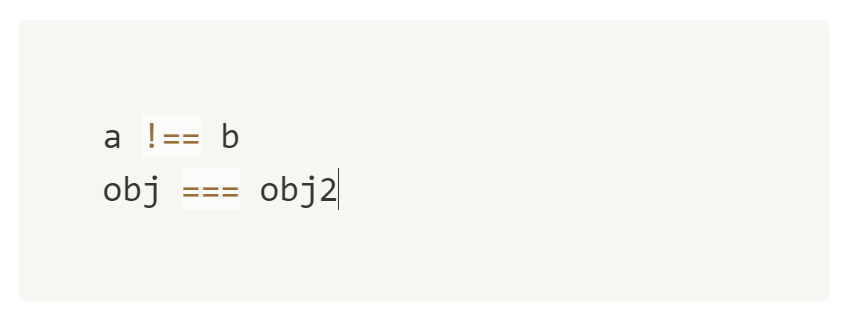 a !== b
obj === obj2